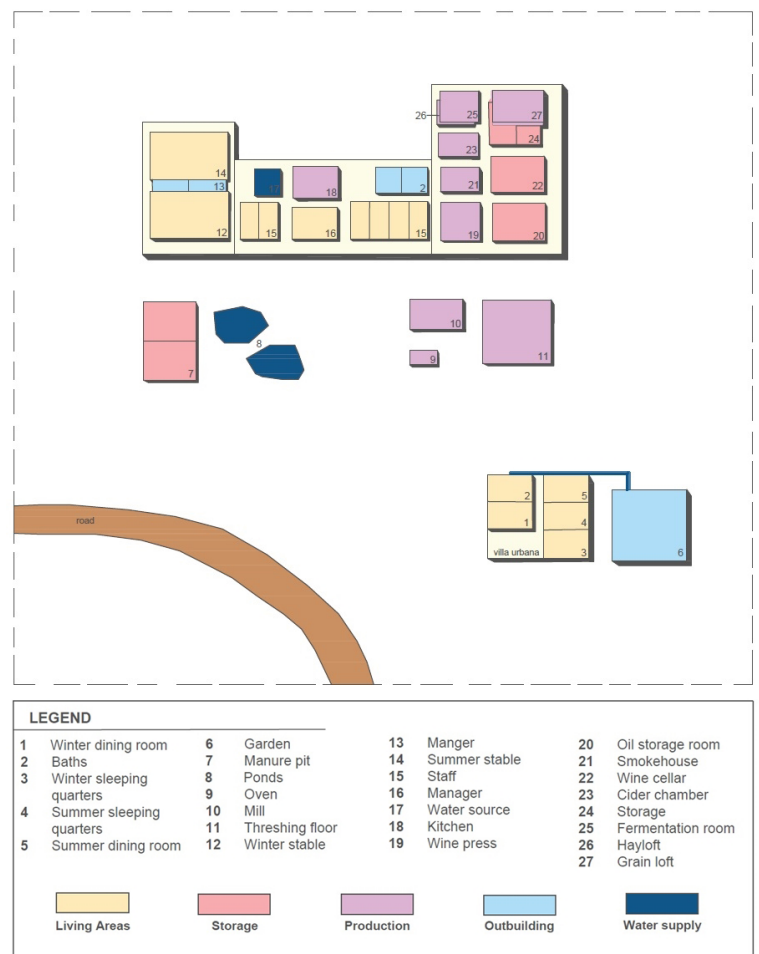 26
25
27
24
23
14
13
17
18
2
21
22
12
15
16
15
19
20
8
7
10
9
11
road
2
5
1
4
villa urbana
3
6
LEGEND
1 Winter dining room
2 Baths
3 Winter sleeping
quarters
4 Summer sleeping
quarters
5 Summer dining room
6 Garden
7 Manure pit
8 Ponds
9 Oven
10 Mill
11 Threshing floor
12 Winter stable
13 Manger
14 Summer stable
15 Staff
16 Manager
17 Water source
18 Kitchen
19 Wine press
20 Oil storage room
21 Smokehouse
22 Wine cellar
23 Cider chamber
24 Storage
25 Fermentation room
26 Hayloft
27 Grain loft
Living Areas
Storage
Production
Outbuilding
Water supply